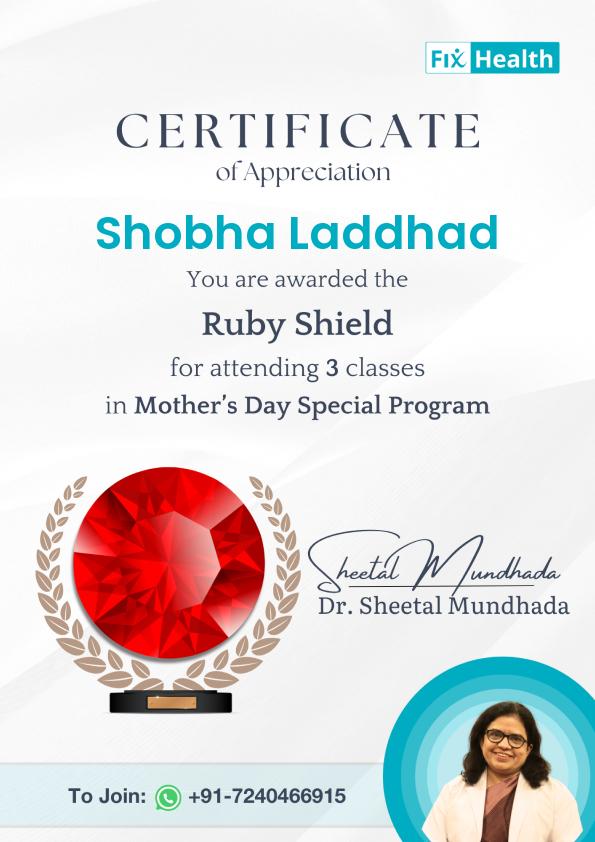 Fix Health
CERTIFICATE
of Appreciation
Shobha Laddhad
You are awarded the
Ruby Shield
for attending 3 classes
in Mother's Day Special Program
Sheetal Mundhada
Dr. Sheetal Mundhada
To Join: +91-7240466915